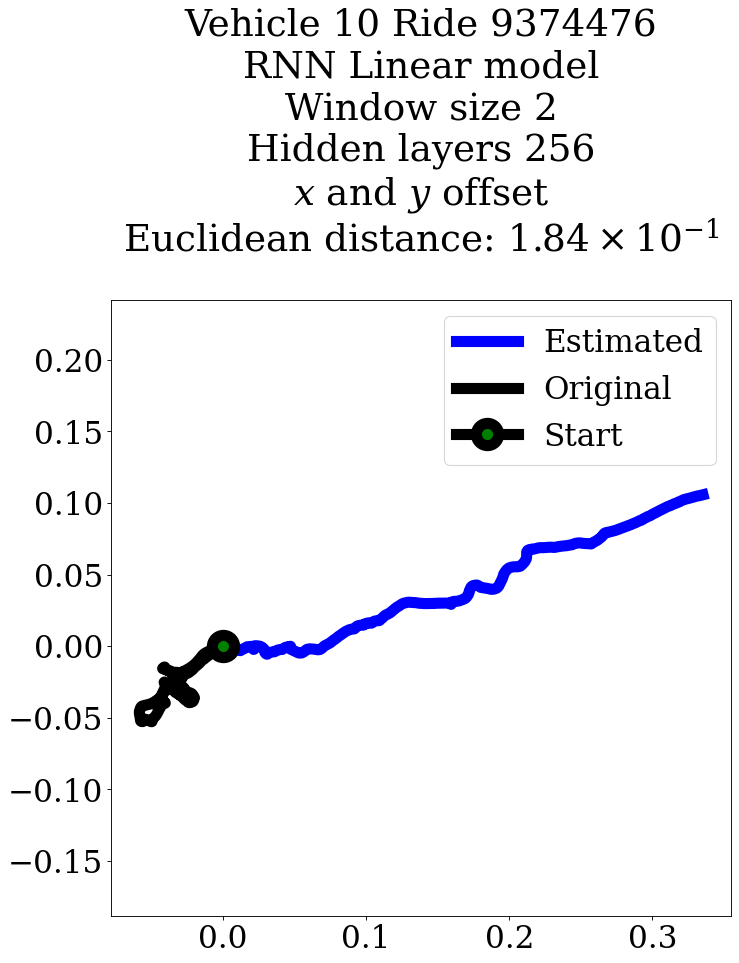 Vehicle 10 Ride 9374476
RNN Linear model
Window size 2
Hidden layers 256
x and y offset
Euclidean distance: 1.84 × 10⁻¹
Estimated
Original
Start
0.20
0.15
0.10
0.05
0.00
−0.05
−0.10
−0.15
0.0 0.1 0.2 0.3